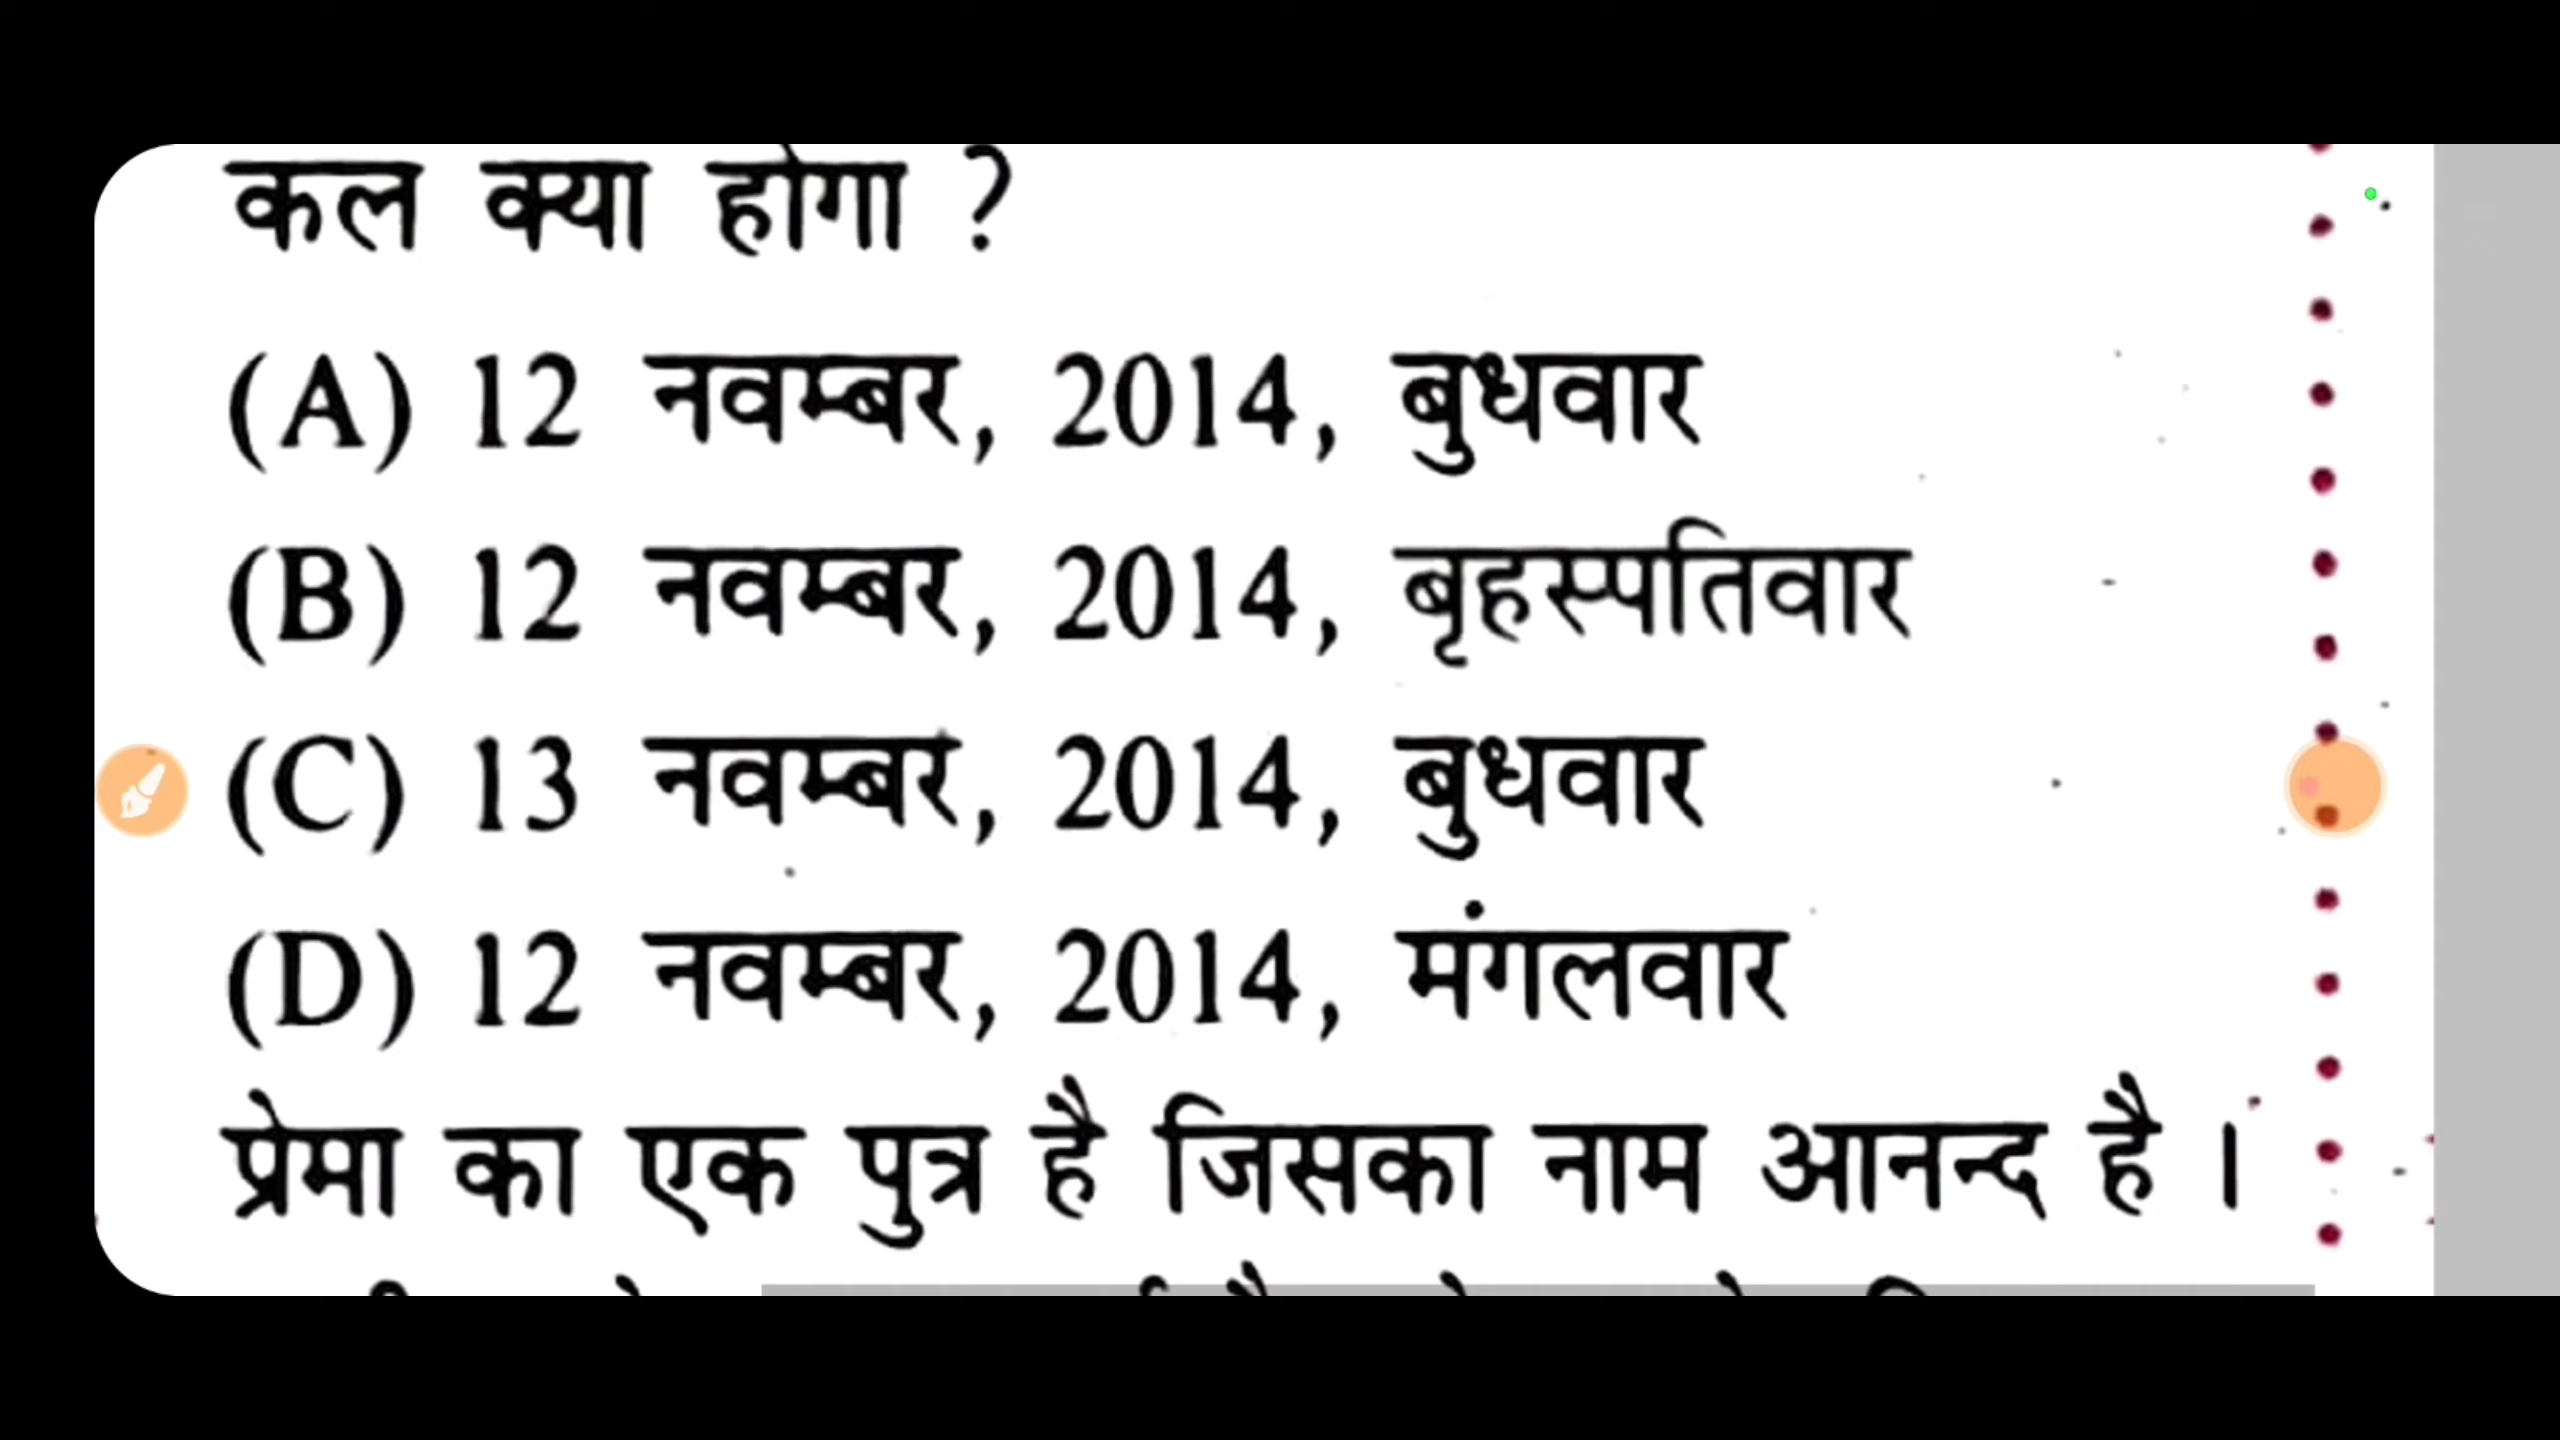 कल क्या होगा ?
(A) 12 नवम्बर, 2014, बुधवार
(B) 12 नवम्बर, 2014, बृहस्पतिवार
(C) 13 नवम्बर, 2014, बुधवार
(D) 12 नवम्बर, 2014, मंगलवार
प्रेमा का एक पुत्र है जिसका नाम आनन्द है ।